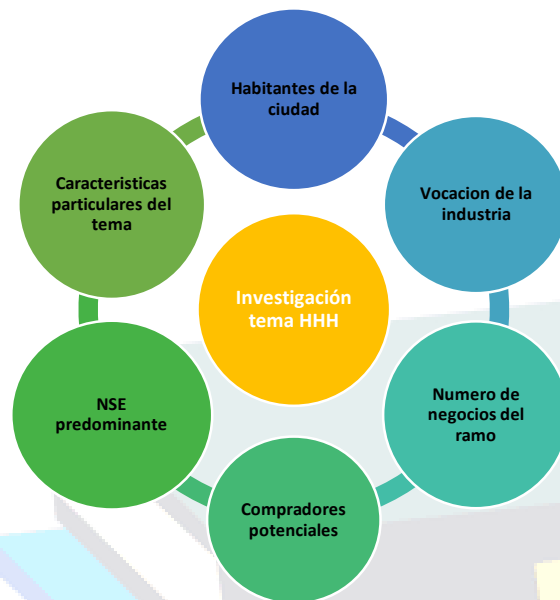 Habitantes de la
ciudad
Vocacion de la
industria
Numero de
negocios del
ramo
Compradores
potenciales
NSE
predominante
Caracteristicas
particulares del
tema
Investigación
tema HHH